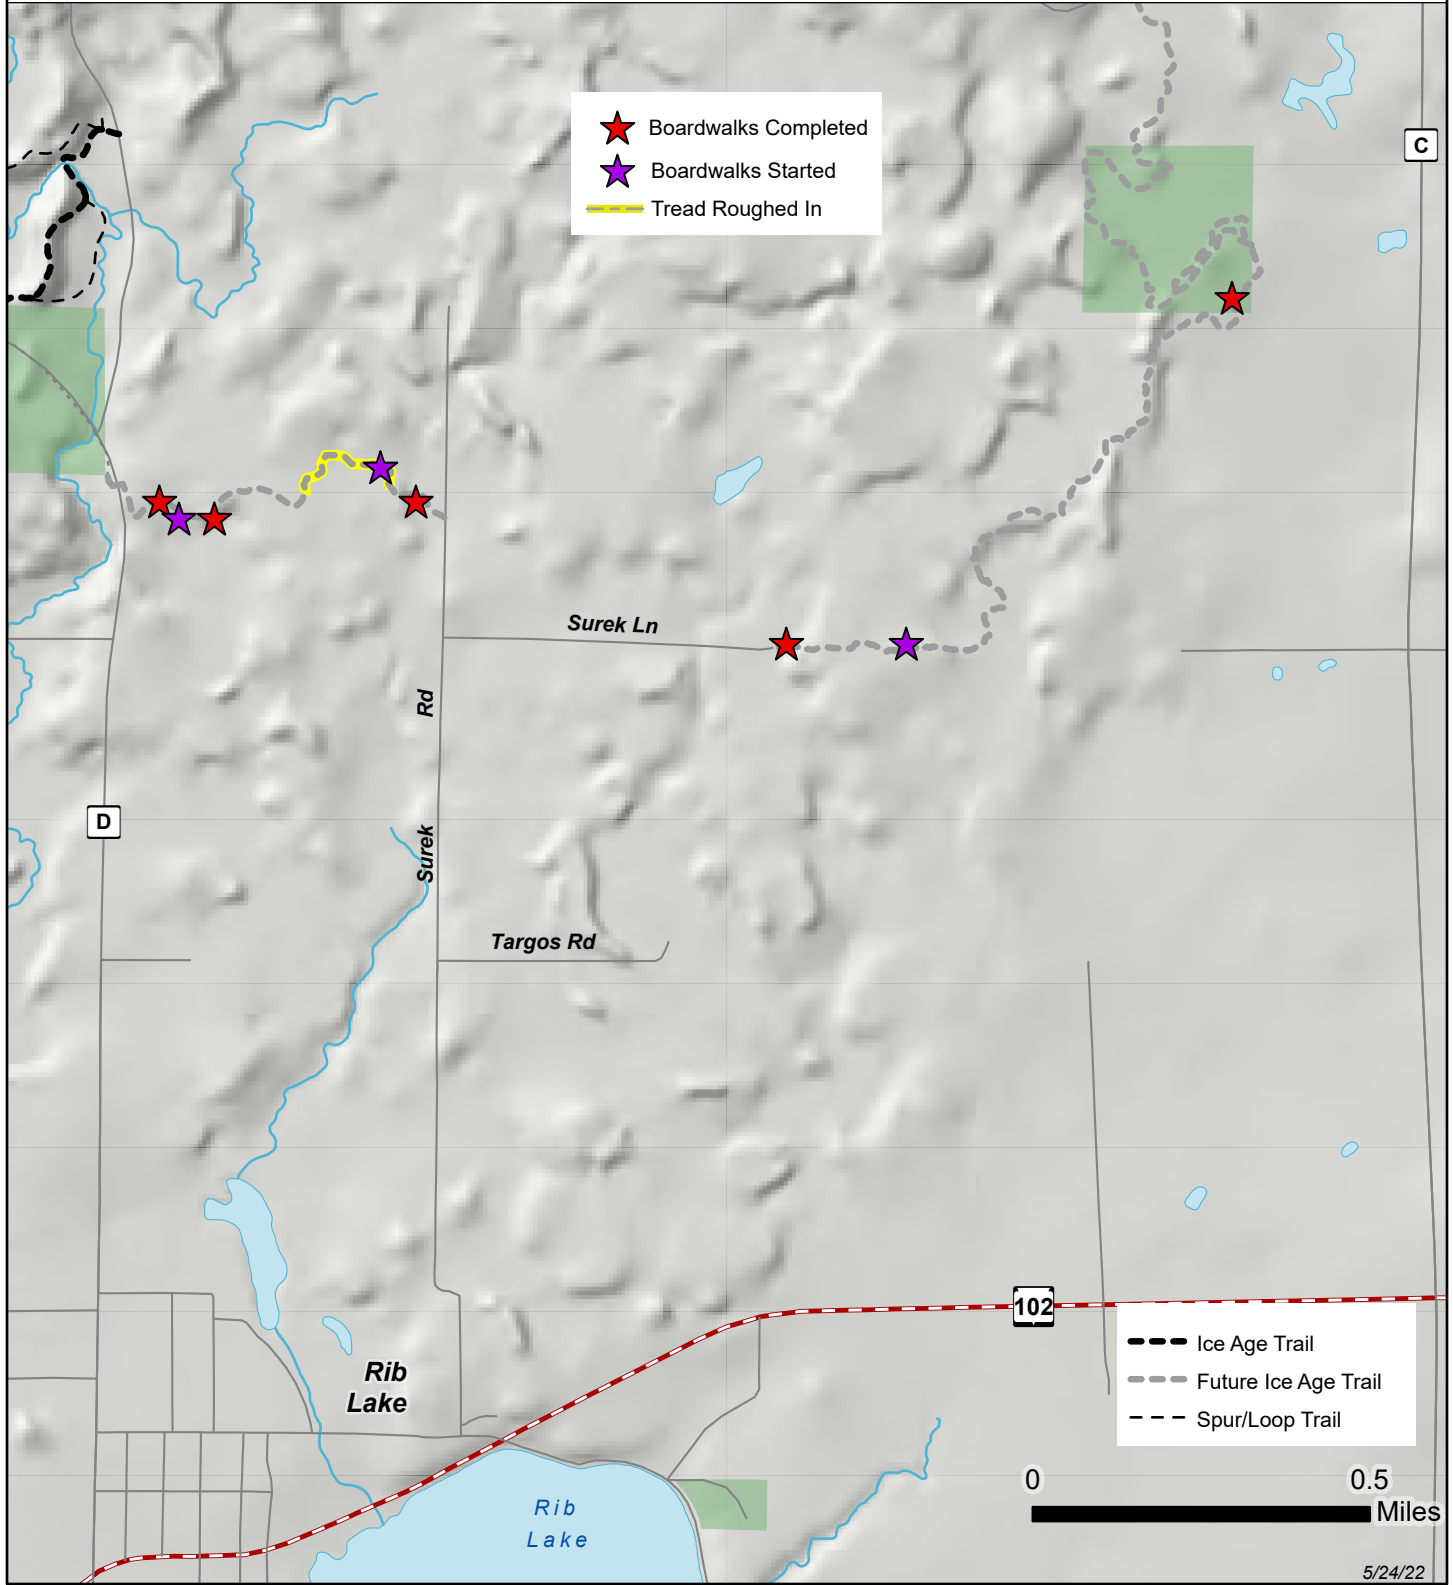 Boardwalks Completed
Boardwalks Started
Tread Roughed In
C
Surek Ln
Rd
D
Surek
Targos Rd
102
Ice Age Trail
Rib
Lake
Future Ice Age Trail
Spur/Loop Trail
0 0.5
Miles
Rib
Lake
5/24/22